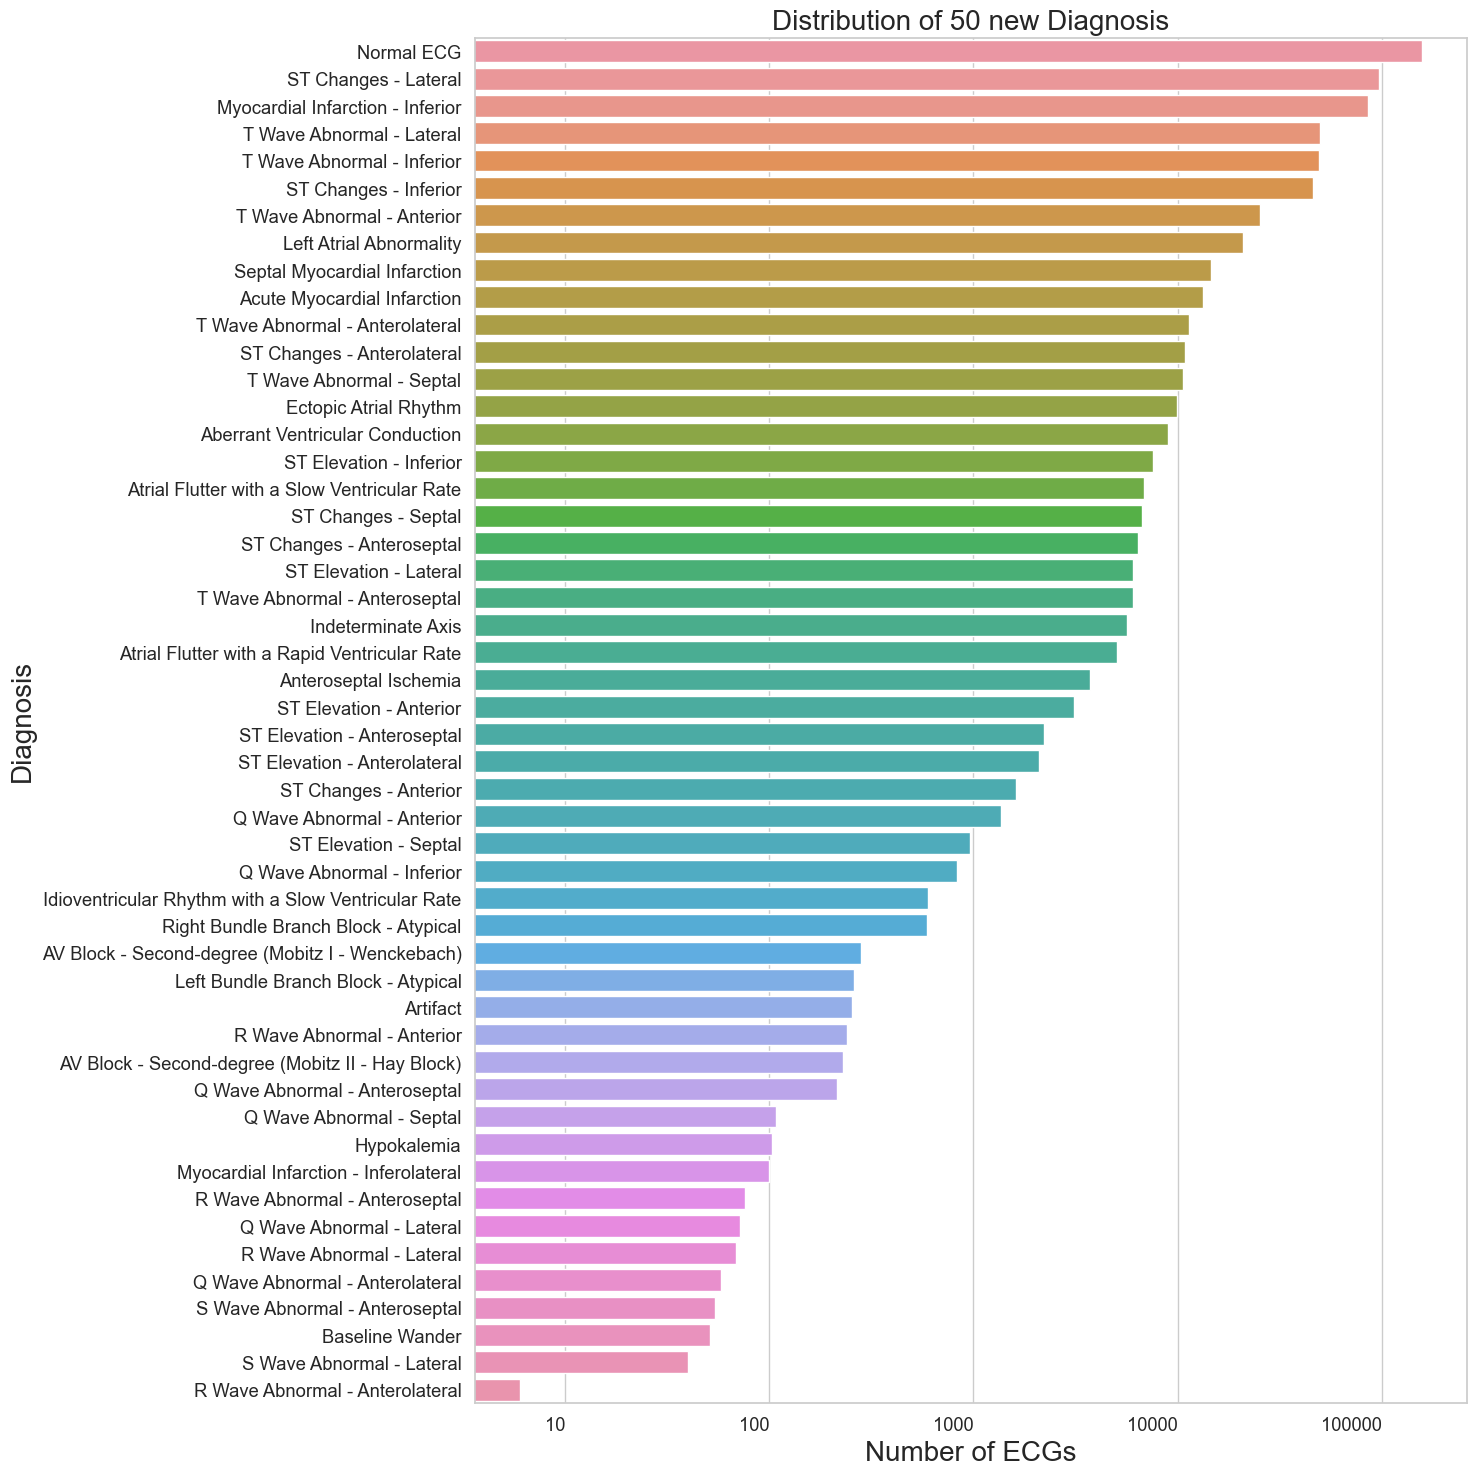 Distribution of 50 new Diagnosis
Normal ECG
ST Changes - Lateral
Myocardial Infarction - Inferior
T Wave Abnormal - Lateral
T Wave Abnormal - Inferior
ST Changes - Inferior
T Wave Abnormal - Anterior
Left Atrial Abnormality
Septal Myocardial Infarction
Acute Myocardial Infarction
T Wave Abnormal - Anterolateral
ST Changes - Anterolateral
T Wave Abnormal - Septal
Ectopic Atrial Rhythm
Aberrant Ventricular Conduction
ST Elevation - Inferior
Atrial Flutter with a Slow Ventricular Rate
ST Changes - Septal
ST Changes - Anteroseptal
ST Elevation - Lateral
T Wave Abnormal - Anteroseptal
Indeterminate Axis
Atrial Flutter with a Rapid Ventricular Rate
Anteroseptal Ischemia
ST Elevation - Anterior
ST Elevation - Anteroseptal
ST Elevation - Anterolateral
ST Changes - Anterior
Q Wave Abnormal - Anterior
ST Elevation - Septal
Q Wave Abnormal - Inferior
Idioventricular Rhythm with a Slow Ventricular Rate
Right Bundle Branch Block - Atypical
AV Block - Second-degree (Mobitz I - Wenckebach)
Left Bundle Branch Block - Atypical
Artifact
R Wave Abnormal - Anterior
AV Block - Second-degree (Mobitz II - Hay Block)
Q Wave Abnormal - Anteroseptal
Q Wave Abnormal - Septal
Hypokalemia
Myocardial Infarction - Inferolateral
R Wave Abnormal - Anteroseptal
Q Wave Abnormal - Lateral
R Wave Abnormal - Lateral
Q Wave Abnormal - Anterolateral
S Wave Abnormal - Anteroseptal
Baseline Wander
S Wave Abnormal - Lateral
R Wave Abnormal - Anterolateral
Diagnosis
10 100 1000 10000 100000
Number of ECGs